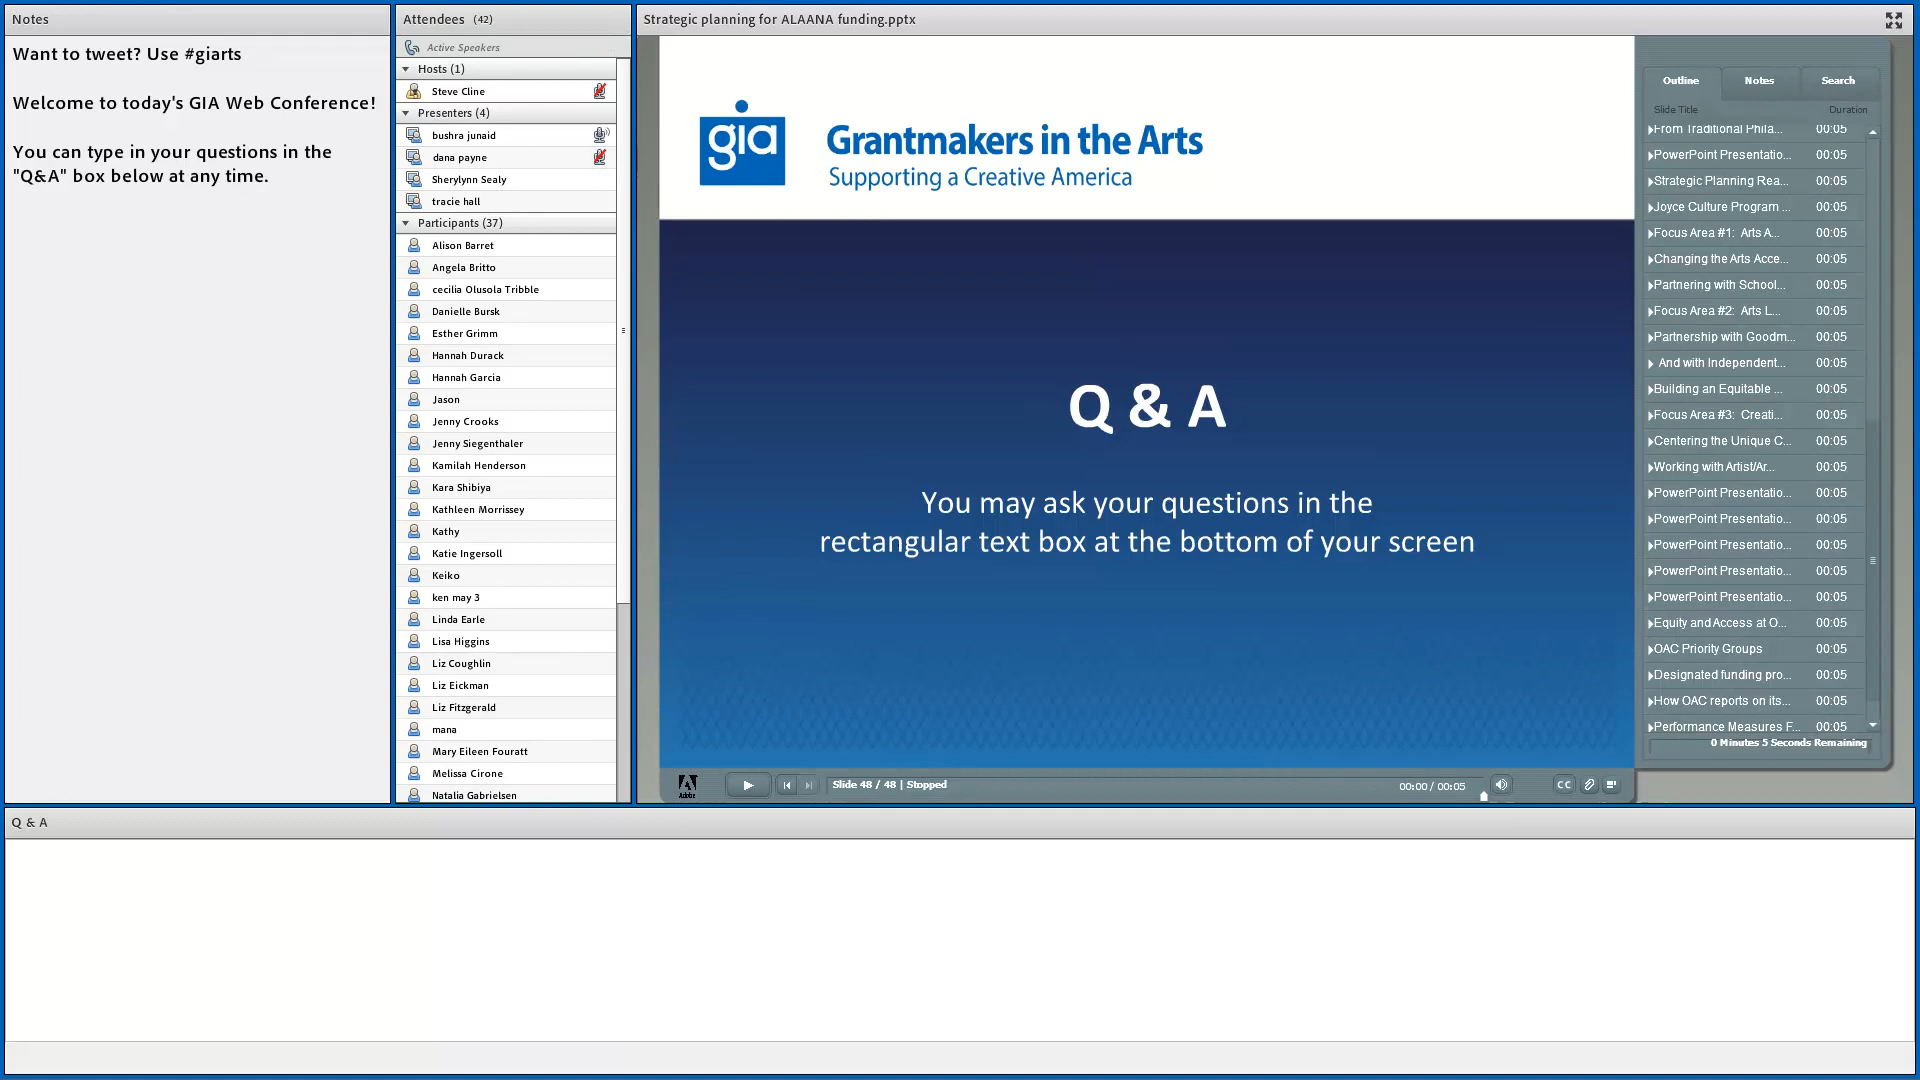 Notes
Want to tweet? Use #giarts
Welcome to today's GIA Web Conference!
You can type in your questions in the
"Q&A" box below at any time.
Attendees (42)
Active Speakers
Hosts (1)
Steve Cline
Presenters (4)
bushra junaid
dana payne
Sherylynn Sealy
tracie hall
Participants (37)
Alison Barret
Angela Britto
cecilia Olusola Tribble
Danielle Bursk
Esther Grimm
Hannah Durack
Hannah Garcia
Jason
Jenny Crooks
Jenny Siegenthaler
Kamilah Henderson
Kara Shibiya
Kathleen Morrissey
Kathy
Katie Ingersoll
Keiko
ken may 3
Linda Earle
Lisa Higgins
Liz Coughlin
Liz Eickman
Liz Fitzgerald
mana
Mary Eileen Fouratt
Melissa Cirone
Natalia Gabrielsen
Strategic planning for ALAANA funding.pptx
gia
Grantmakers in the Arts
Supporting a Creative America
Q & A
You may ask your questions in the
rectangular text box at the bottom of your screen
Adobe
Slide 48 / 48 | Stopped
00:00 / 00:05
CC
Outline Notes Search
Slide Title Duration
From Traditional Phila... 00:05
PowerPoint Presentatio... 00:05
Strategic Planning Rea... 00:05
Joyce Culture Program ... 00:05
Focus Area #1: Arts A... 00:05
Changing the Arts Acce... 00:05
Partnering with School... 00:05
Focus Area #2: Arts L... 00:05
Partnership with Goodm... 00:05
And with Independent... 00:05
Building an Equitable ... 00:05
Focus Area #3: Creati... 00:05
Centering the Unique C... 00:05
Working with Artist/Ar... 00:05
PowerPoint Presentatio... 00:05
PowerPoint Presentatio... 00:05
PowerPoint Presentatio... 00:05
PowerPoint Presentatio... 00:05
PowerPoint Presentatio... 00:05
Equity and Access at O... 00:05
OAC Priority Groups 00:05
Designated funding pro... 00:05
How OAC reports on its... 00:05
Performance Measures F... 00:05
0 Minutes 5 Seconds Remaining
Q & A